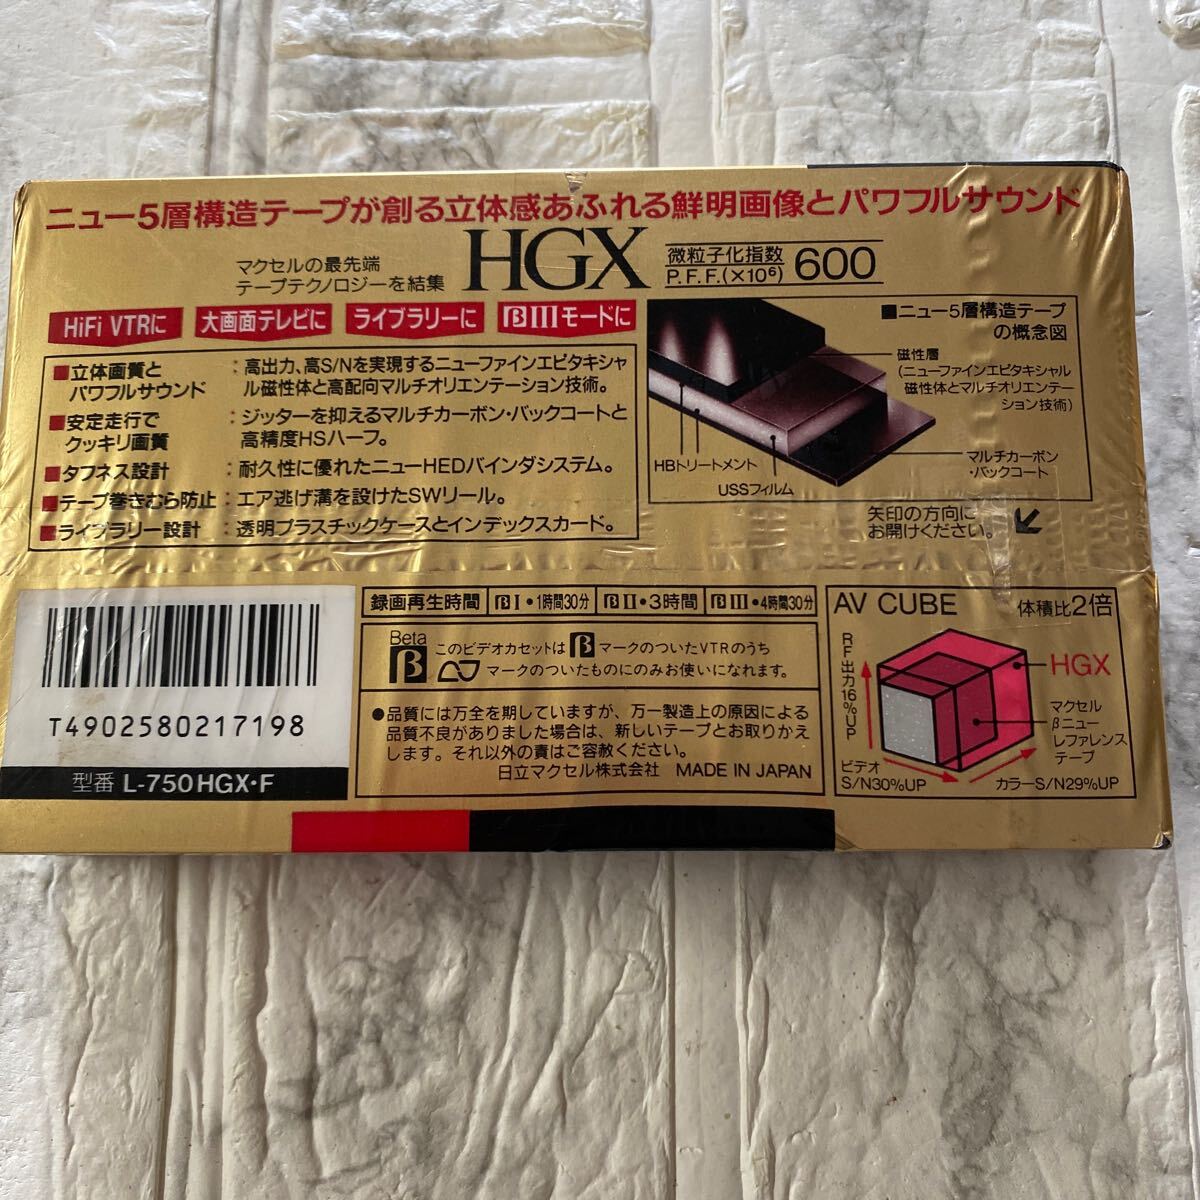 ニュー5層構造テープが創る立体感あふれる鮮明画像とパワフルサウンド
マクセルの最先端
テープテクノロジーを結集
HGX
微粒子化指数
P.F.F.(×10⁶)
600
HiFi VTRに
大画面テレビに
ライブラリーに
βIIIモードに
■立体画質と
パワフルサウンド
：高出力、高S/Nを実現するニューファインエピタキシャ
ル磁性体と高配向マルチオリエンテーション技術。
■安定走行で
クッキリ画質
：ジッターを抑えるマルチカーボン・バックコートと
高精度HSハーフ。
■タフネス設計：耐久性に優れたニューHEDバインダシステム。
■テープ巻きむら防止：エア逃げ溝を設けたSWリール。
■ライブラリー設計：透明プラスチックケースとインデックスカード。
■ニュー5層構造テープ
の概念図
磁性層
(ニューファインエピタキシャル
磁性体とマルチオリエンテー
ション技術)
HBトリートメント
USSフィルム
マルチカーボン
・バックコート
矢印の方向に
お開けください。
T4902580217198
型番 L-750HGX・F
録画再生時間
βI・1時間30分
βII・3時間
βIII・4時間30分
Beta
β
このビデオカセットはβマークのついたVTRのうち
マークのついたものにのみお使いになれます。
●品質には万全を期していますが、万一製造上の原因による
品質不良がありました場合は、新しいテープとお取りかえ
します。それ以外の責はご容赦ください。
日立マクセル株式会社 MADE IN JAPAN
AV CUBE 体積比2倍
RF出力16%UP
HGX
マクセル
βニュー
レファレンス
テープ
ビデオ
S/N30%UP
カラーS/N29%UP